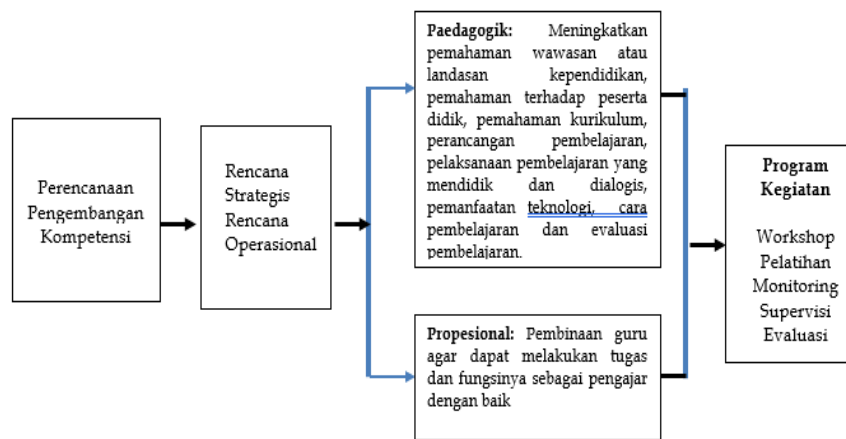 Perencanaan
Pengembangan
Kompetensi
Rencana
Strategis
Rencana
Operasional
Paedagogik: Meningkatkan
pemahaman wawasan atau
landasan kependidikan,
pemahaman terhadap peserta
didik, pemahaman kurikulum,
perancangan pembelajaran,
pelaksanaan pembelajaran yang
mendidik dan dialogis,
pemanfaatan teknologi, cara
pembelajaran dan evaluasi
pembelajaran.
Propesional: Pembinaan guru
agar dapat melakukan tugas
dan fungsinya sebagai pengajar
dengan baik
Program
Kegiatan
Workshop
Pelatihan
Monitoring
Supervisi
Evaluasi